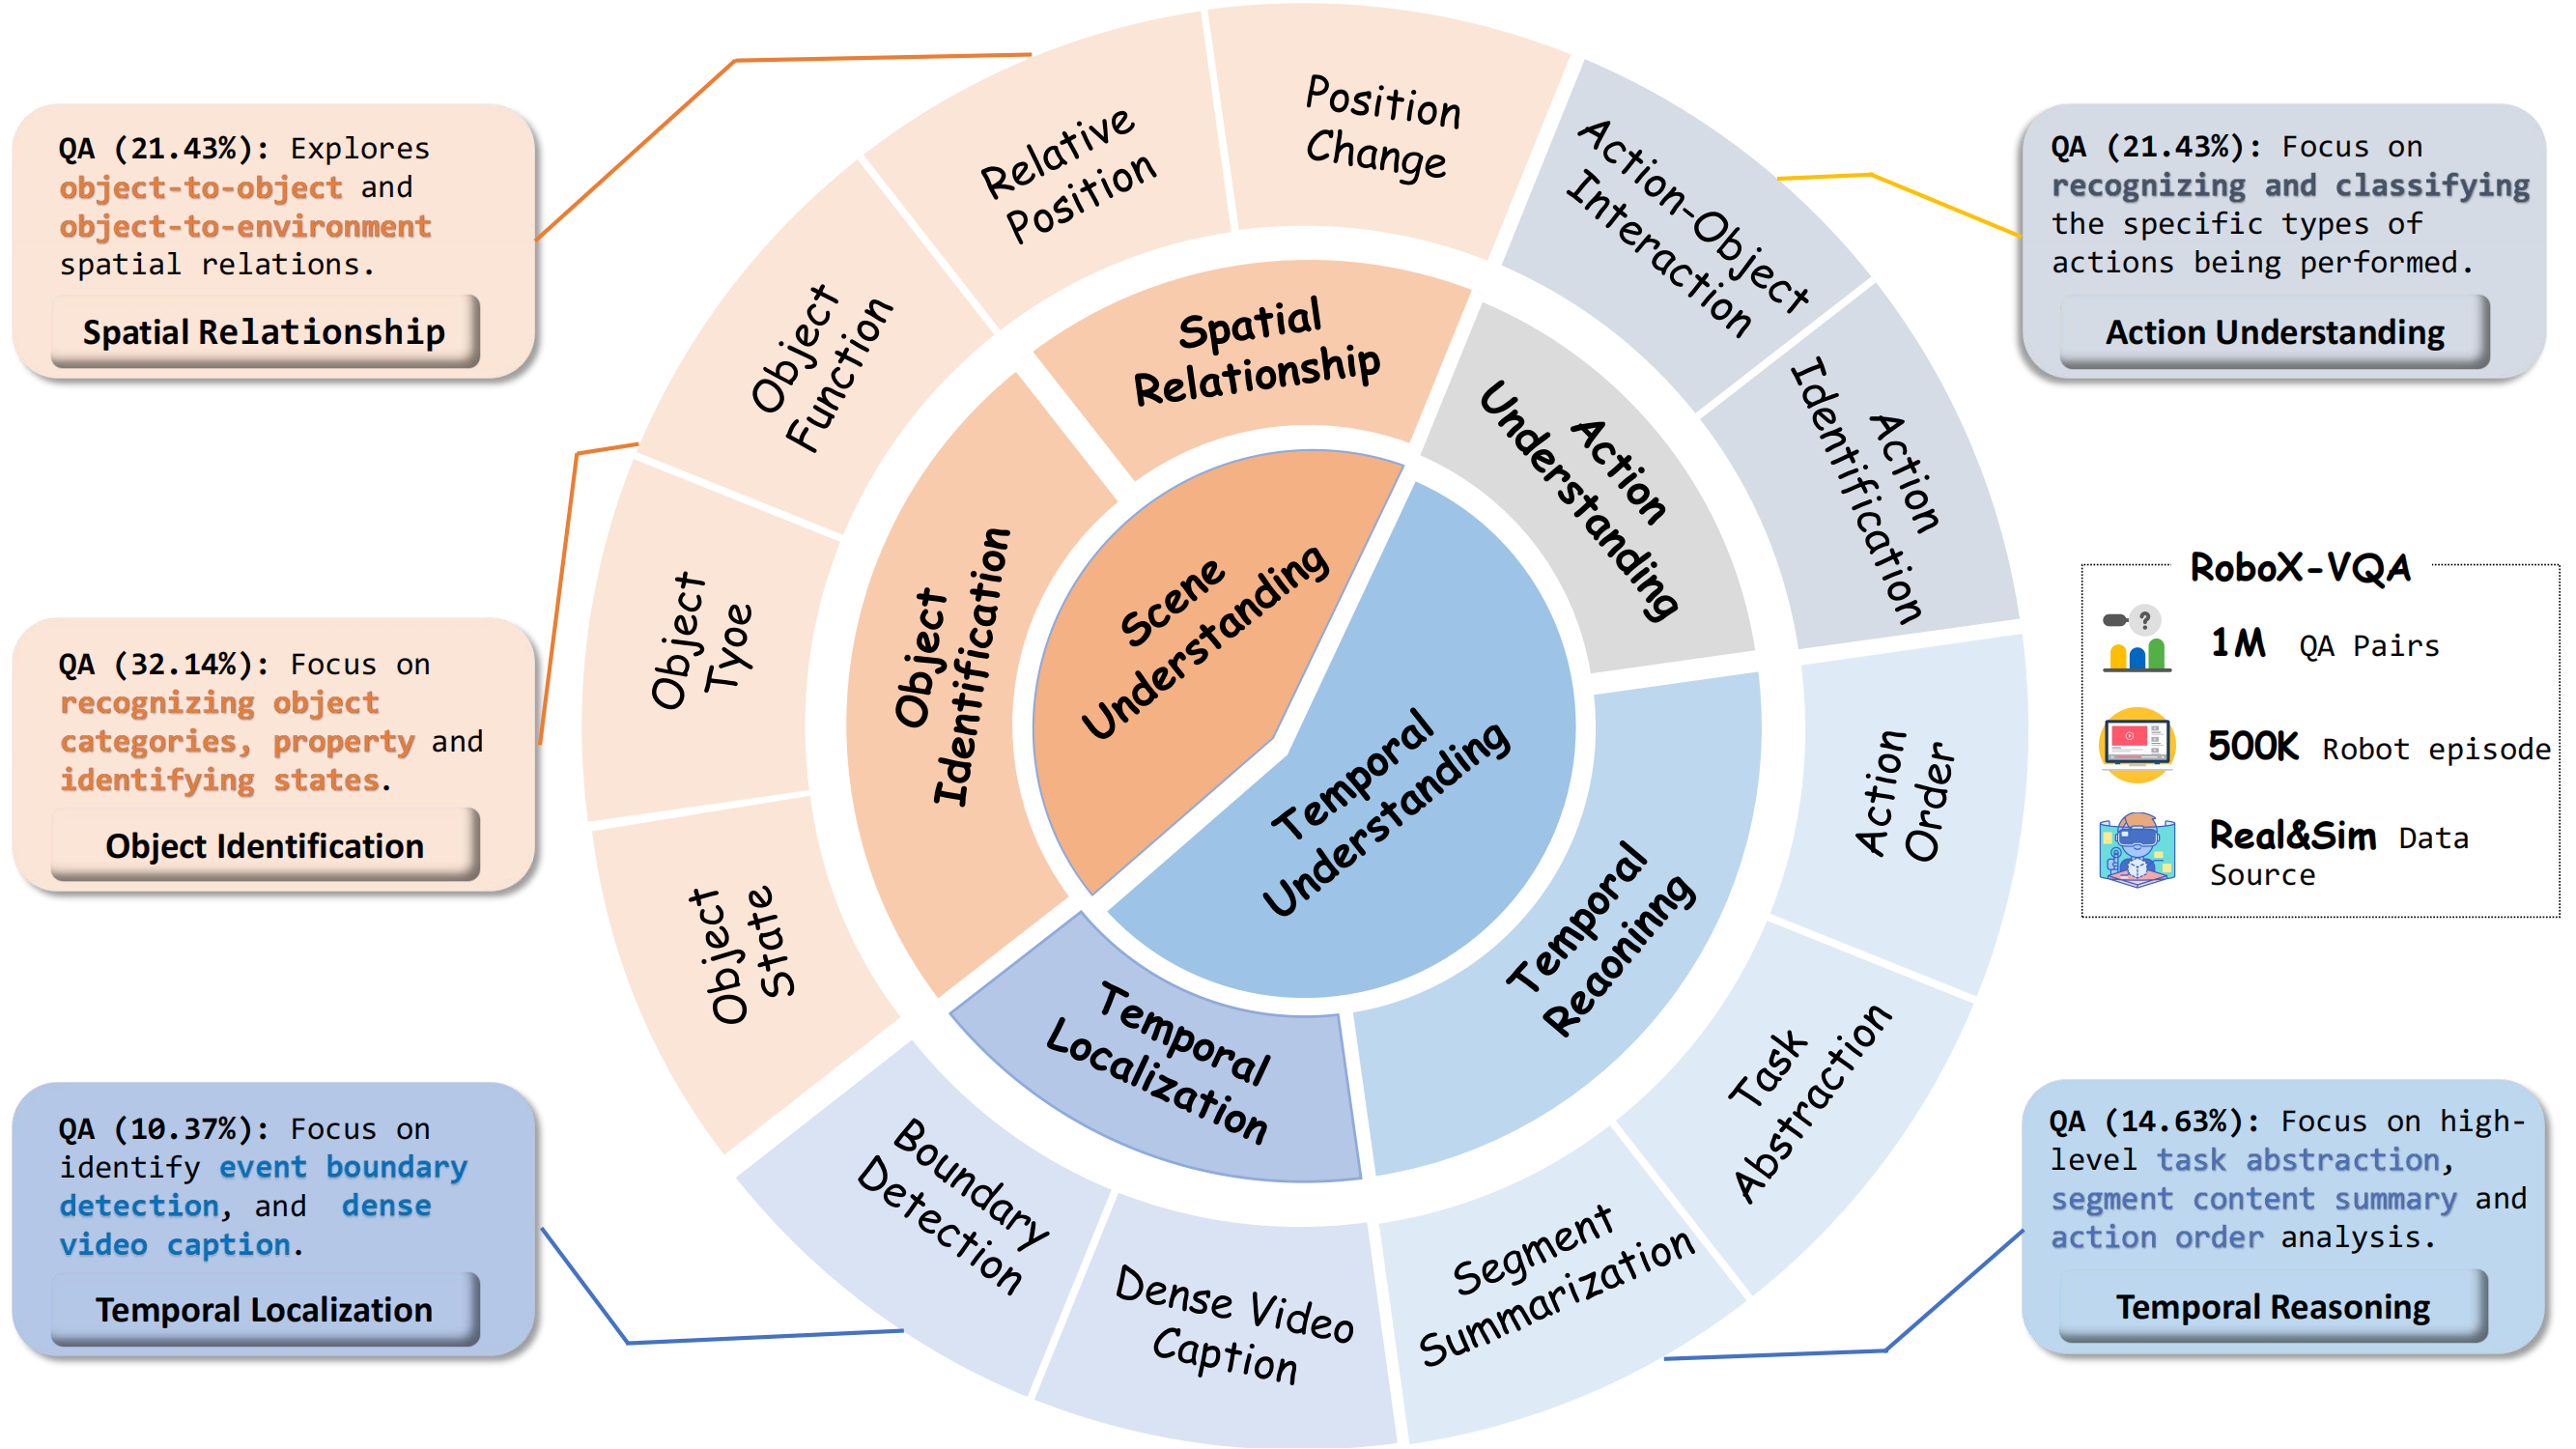 QA (21.43%): Explores
object-to-object and
object-to-environment
spatial relations.
Spatial Relationship
QA (32.14%): Focus on
recognizing object
categories, property and
identifying states.
Object Identification
QA (10.37%): Focus on
identify event boundary
detection, and dense
video caption.
Temporal Localization
Relative
Position
Position
Change
Action-Object
Interaction
Action
Identification
Action
Order
Task
Abstraction
Segment
Summarization
Dense Video
Caption
Boundary
Detection
Object
State
Object
Tyoe
Object
Function
Spatial
Relationship
Action
Understanding
Temporal
Reaoninng
Temporal
Localization
Object
Identification
Scene
Understanding
Temporal
Understanding
QA (21.43%): Focus on
recognizing and classifying
the specific types of
actions being performed.
Action Understanding
RoboX-VQA
?
1M QA Pairs
500K Robot episode
Real&Sim Data
Source
QA (14.63%): Focus on high-
level task abstraction,
segment content summary and
action order analysis.
Temporal Reasoning